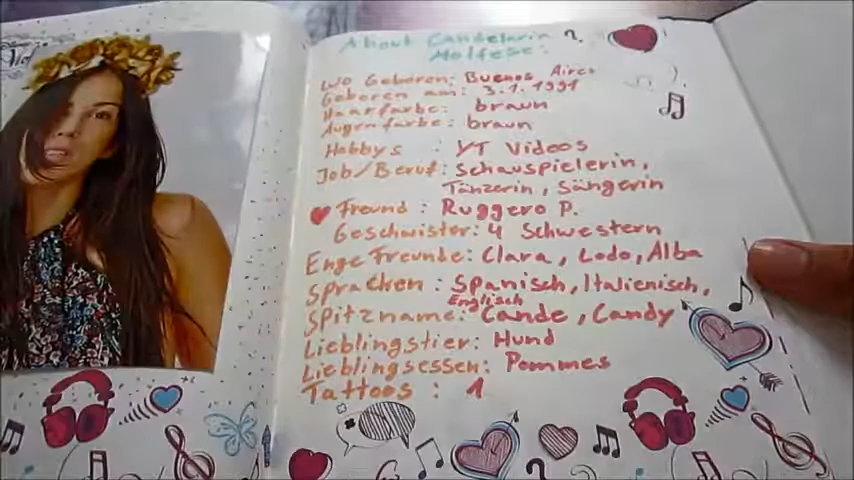 About Candelaria
Molfese:
Wo Geboren: Buenos Aires
Geboren am: 3.1.1991
Haarfarbe: braun
Augenfarbe: braun
Hobbys : YT Videos
Job/Beruf: Schauspielerin,
Tänzerin, Sängerin
Freund : Ruggero P.
Geschwister: 4 Schwestern
Enge Freunde: Clara, Lodo, Alba
Sprachen : Spanisch, Italienisch,
Englisch
Spitzname: Cande, Candy
Lieblingstier: Hund
Lieblingsessen: Pommes
Tattoos : 1